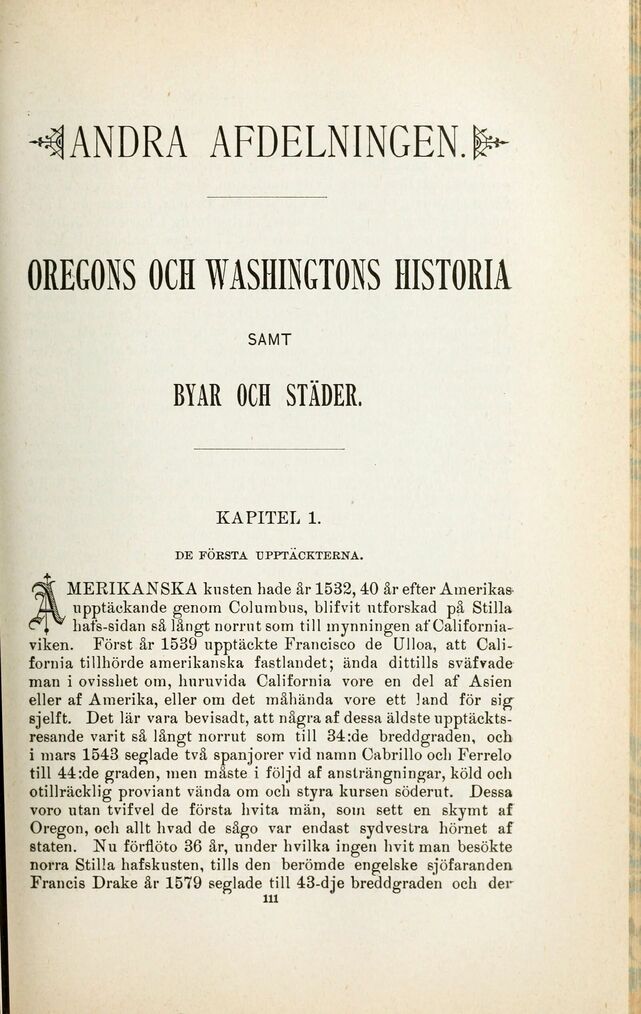 ANDRA AFDELNINGEN.
OREGONS OCH WASHINGTONS HISTORIA
SAMT
BYAR OCH STÄDER.
KAPITEL 1.
DE FÖRSTA UPPTÄCKTERNA.
AMERIKANSKA kusten hade år 1532, 40 år efter Amerikas
upptäckande genom Columbus, blifvit utforskad på Stilla
hafs-sidan så långt norrut som till mynningen af California-
viken. Först år 1539 upptäckte Francisco de Ulloa, att Cali-
fornia tillhörde amerikanska fastlandet; ända dittills sväfvade
man i ovisshet om, huruvida California vore en del af Asien
eller af Amerika, eller om det måhända vore ett land för sig
sjelft. Det lär vara bevisadt, att några af dessa äldste upptäckts-
resande varit så långt norrut som till 34:de breddgraden, och
i mars 1543 seglade två spanjorer vid namn Cabrillo och Ferrelo
till 44:de graden, men måste i följd af ansträngningar, köld och
otillräcklig proviant vända om och styra kursen söderut. Dessa
voro utan tvifvel de första hvita män, som sett en skymt af
Oregon, och allt hvad de sågo var endast sydvestra hörnet af
staten. Nu förflöto 36 år, under hvilka ingen hvit man besökte
norra Stilla hafskusten, tills den berömde engelske sjöfaranden
Francis Drake år 1579 seglade till 43-dje breddgraden och der
111